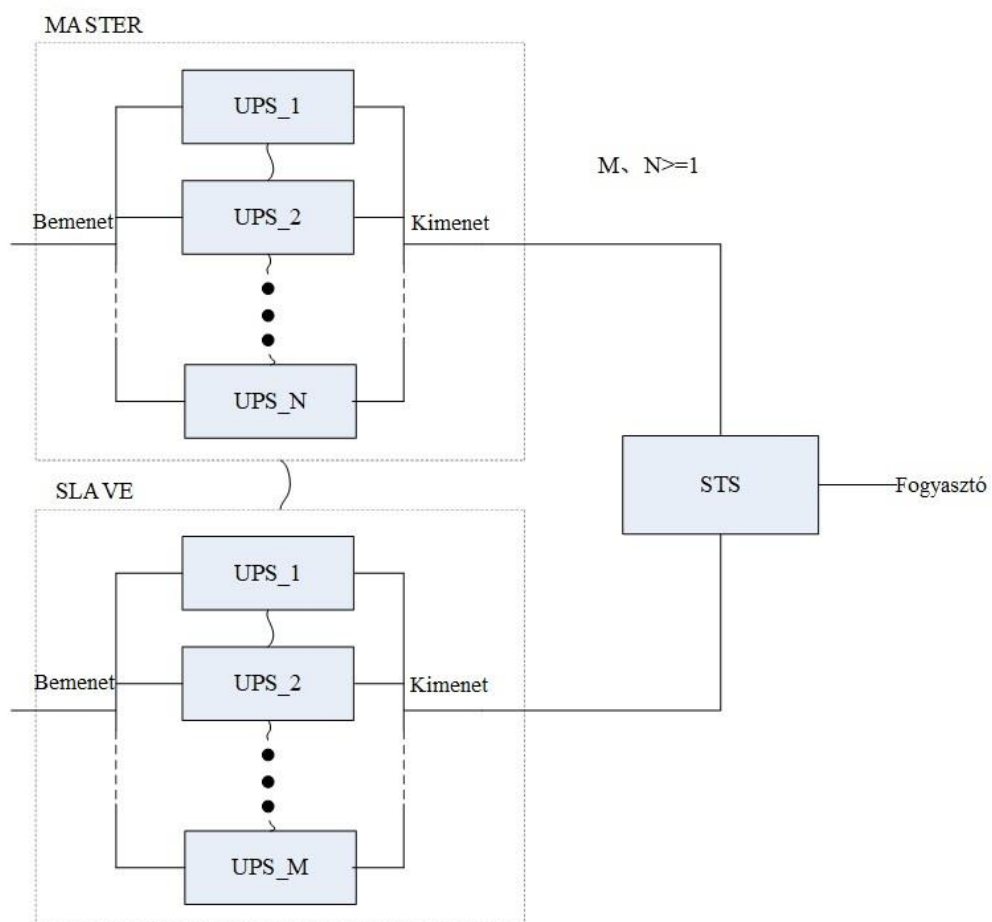 MASTER
UPS_1
M、N>=1
UPS_2
Bemenet
Kimenet
UPS_N
STS
Fogyasztó
SLAVE
UPS_1
UPS_2
Bemenet
Kimenet
UPS_M